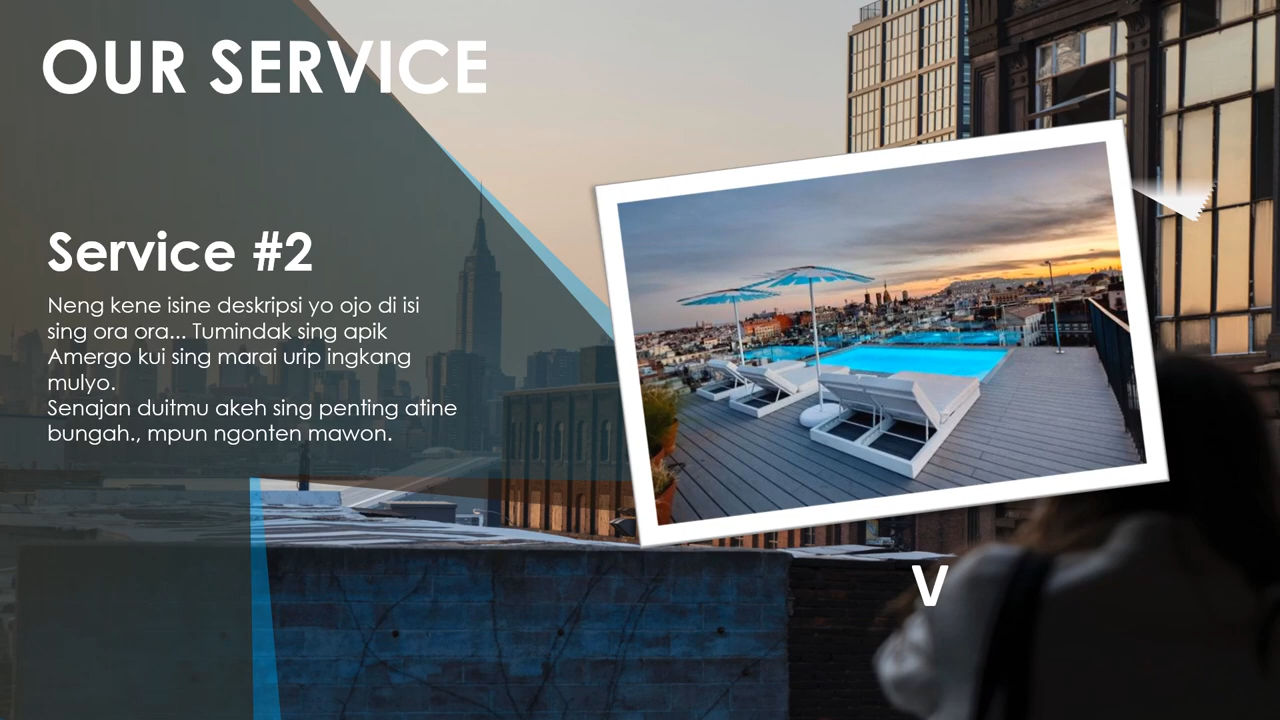 OUR SERVICE
Service #2
Neng kene isine deskripsi yo ojo di isi
sing ora ora... Tumindak sing apik
Amergo kui sing marai urip ingkang
mulyo.
Senajan duitmu akeh sing penting atine
bungah., mpun ngonten mawon.
V